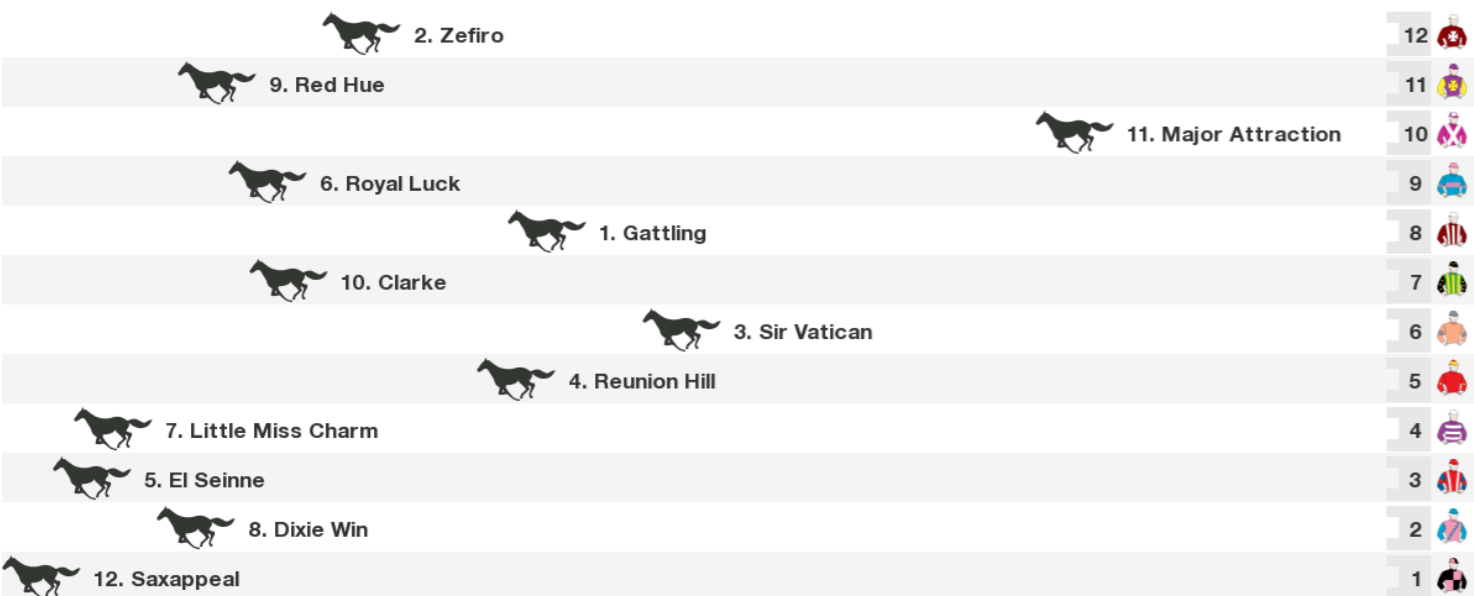 2. Zefiro 12
9. Red Hue 11
11. Major Attraction 10
6. Royal Luck 9
1. Gattling 8
10. Clarke 7
3. Sir Vatican 6
4. Reunion Hill 5
7. Little Miss Charm 4
5. El Seinne 3
8. Dixie Win 2
12. Saxappeal 1